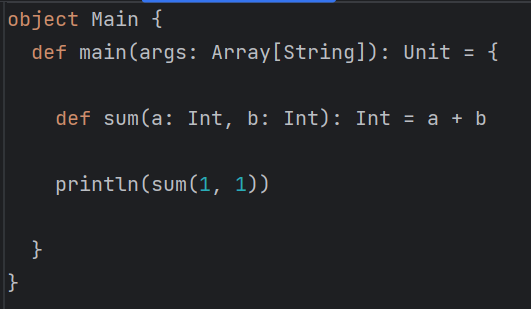 object Main {
  def main(args: Array[String]): Unit = {
    def sum(a: Int, b: Int): Int = a + b
    println(sum(1, 1))
  }
}